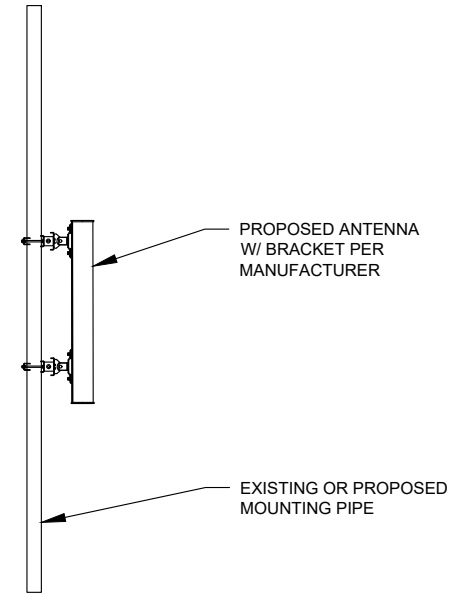 PROPOSED ANTENNA
W/ BRACKET PER
MANUFACTURER
EXISTING OR PROPOSED
MOUNTING PIPE